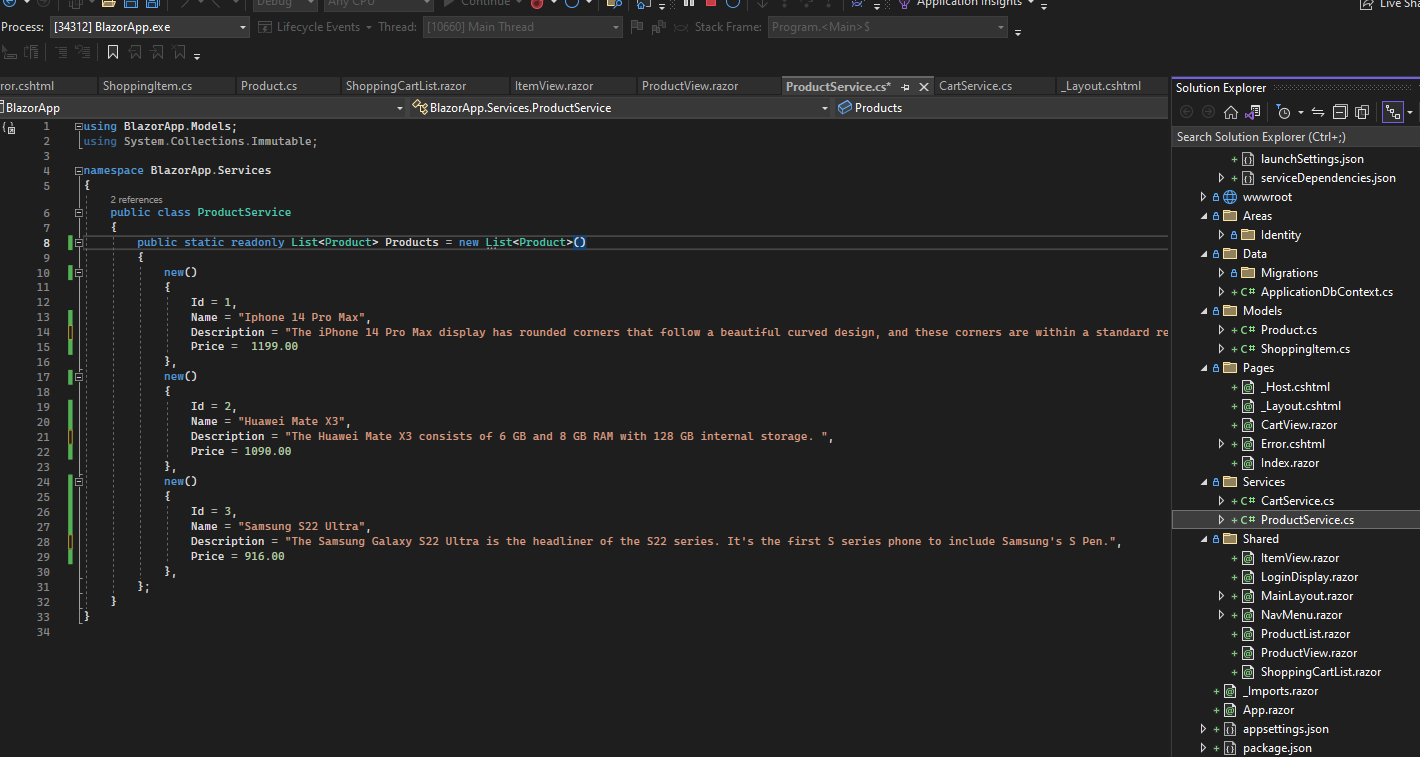 Debug Any CPU Continue Application Insights Live Sha
Process: [34312] BlazorApp.exe Lifecycle Events Thread: [10660] Main Thread Stack Frame: Program.<Main>$
ror.cshtml ShoppingItem.cs Product.cs ShoppingCartList.razor ItemView.razor ProductView.razor ProductService.cs* CartService.cs _Layout.cshtml
BlazorApp BlazorApp.Services.ProductService Products
1 using BlazorApp.Models;
2 using System.Collections.Immutable;
3
4 namespace BlazorApp.Services
5 {
2 references
6 public class ProductService
7 {
8 public static readonly List<Product> Products = new List<Product>()
9 {
10 new()
11 {
12 Id = 1,
13 Name = "Iphone 14 Pro Max",
14 Description = "The iPhone 14 Pro Max display has rounded corners that follow a beautiful curved design, and these corners are within a standard re
15 Price =  1199.00
16 },
17 new()
18 {
19 Id = 2,
20 Name = "Huawei Mate X3",
21 Description = "The Huawei Mate X3 consists of 6 GB and 8 GB RAM with 128 GB internal storage. ",
22 Price = 1090.00
23 },
24 new()
25 {
26 Id = 3,
27 Name = "Samsung S22 Ultra",
28 Description = "The Samsung Galaxy S22 Ultra is the headliner of the S22 series. It's the first S series phone to include Samsung's S Pen.",
29 Price = 916.00
30 },
31 };
32 }
33 }
34
Solution Explorer
Search Solution Explorer (Ctrl+;)
launchSettings.json
serviceDependencies.json
wwwroot
Areas
Identity
Data
Migrations
C# ApplicationDbContext.cs
Models
C# Product.cs
C# ShoppingItem.cs
Pages
_Host.cshtml
_Layout.cshtml
CartView.razor
Error.cshtml
Index.razor
Services
C# CartService.cs
C# ProductService.cs
Shared
ItemView.razor
LoginDisplay.razor
MainLayout.razor
NavMenu.razor
ProductList.razor
ProductView.razor
ShoppingCartList.razor
_Imports.razor
App.razor
appsettings.json
package.json